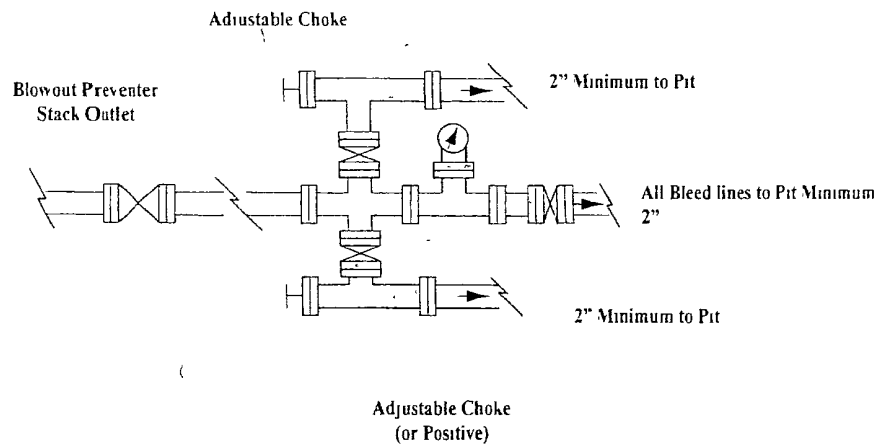 Adjustable Choke
2" Minimum to Pit
Blowout Preventer
Stack Outlet
All Bleed lines to Pit Minimum
2"
2" Minimum to Pit
Adjustable Choke
(or Positive)